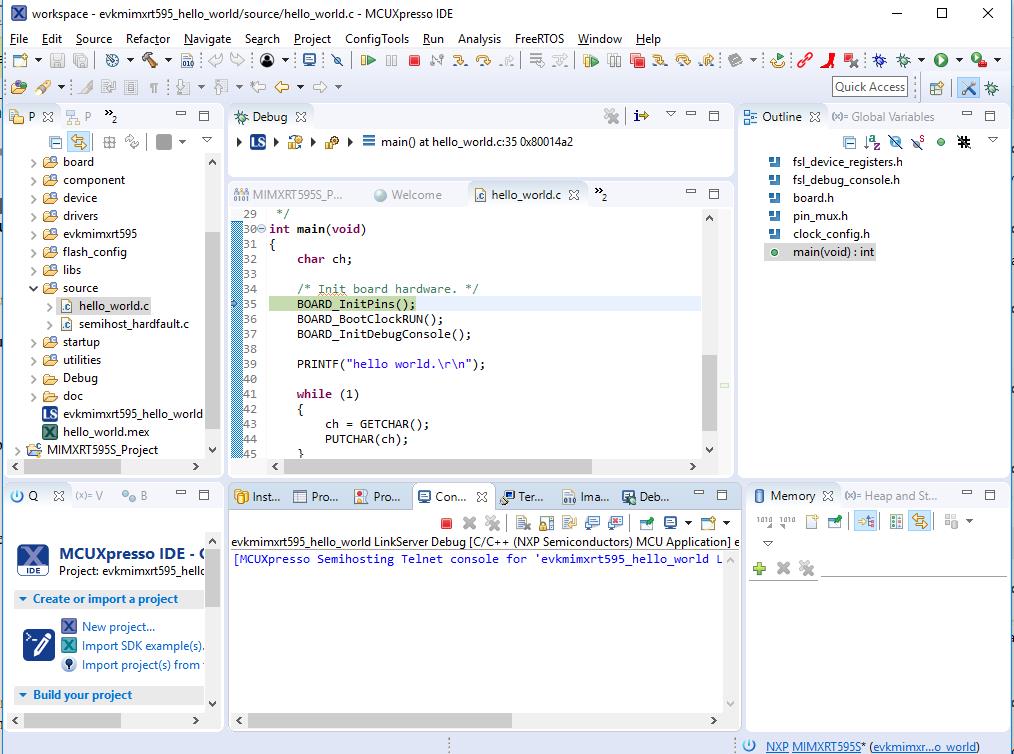 workspace - evkmimxrt595_hello_world/source/hello_world.c - MCUXpresso IDE
File Edit Source Refactor Navigate Search Project ConfigTools Run Analysis FreeRTOS Window Help
Quick Access
P P »2
board
component
device
drivers
evkmimxrt595
flash_config
libs
source
hello_world.c
semihost_hardfault.c
startup
utilities
Debug
doc
evkmimxrt595_hello_world
hello_world.mex
MIMXRT595S_Project
Debug
LS main() at hello_world.c:35 0x80014a2
MIMXRT595S_P... Welcome hello_world.c »2
29 */
30 int main(void)
31 {
32 char ch;
33
34 /* Init board hardware. */
35 BOARD_InitPins();
36 BOARD_BootClockRUN();
37 BOARD_InitDebugConsole();
38
39 PRINTF("hello world.\r\n");
40
41 while (1)
42 {
43 ch = GETCHAR();
44 PUTCHAR(ch);
45 }
Outline (x)= Global Variables
fsl_device_registers.h
fsl_debug_console.h
board.h
pin_mux.h
clock_config.h
main(void) : int
Q (x)= V B
MCUXpresso IDE -
IDE
Project: evkmimxrt595_hello
Create or import a project
New project...
Import SDK example(s).
Import project(s) from
Build your project
Inst... Pro... Pro... Con... Ter... Ima... Deb...
evkmimxrt595_hello_world LinkServer Debug [C/C++ (NXP Semiconductors) MCU Application] e
[MCUXpresso Semihosting Telnet console for 'evkmimxrt595_hello_world L
Memory (x)= Heap and St...
NXP MIMXRT595S* (evkmimxr...o_world)